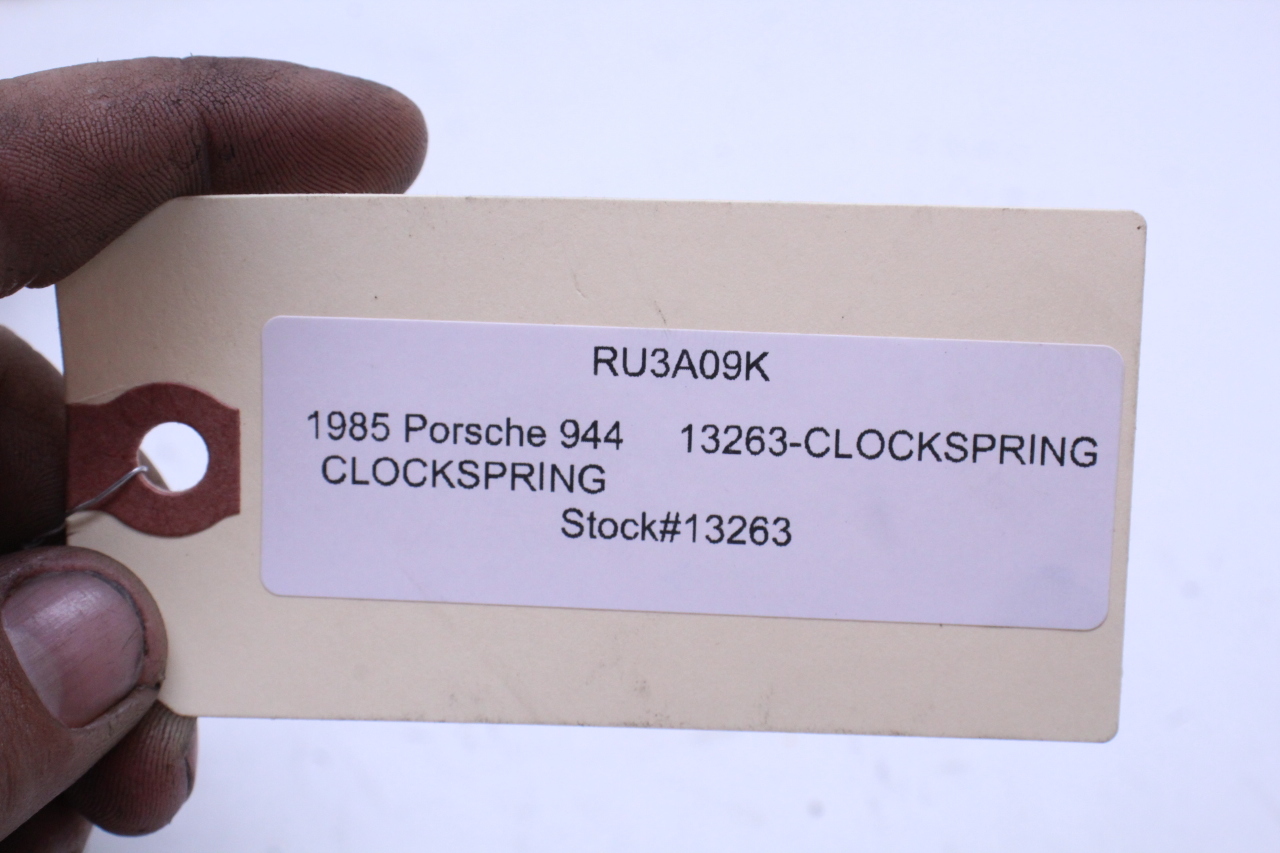 RU3A09K
1985 Porsche 944 13263-CLOCKSPRING
CLOCKSPRING
Stock#13263